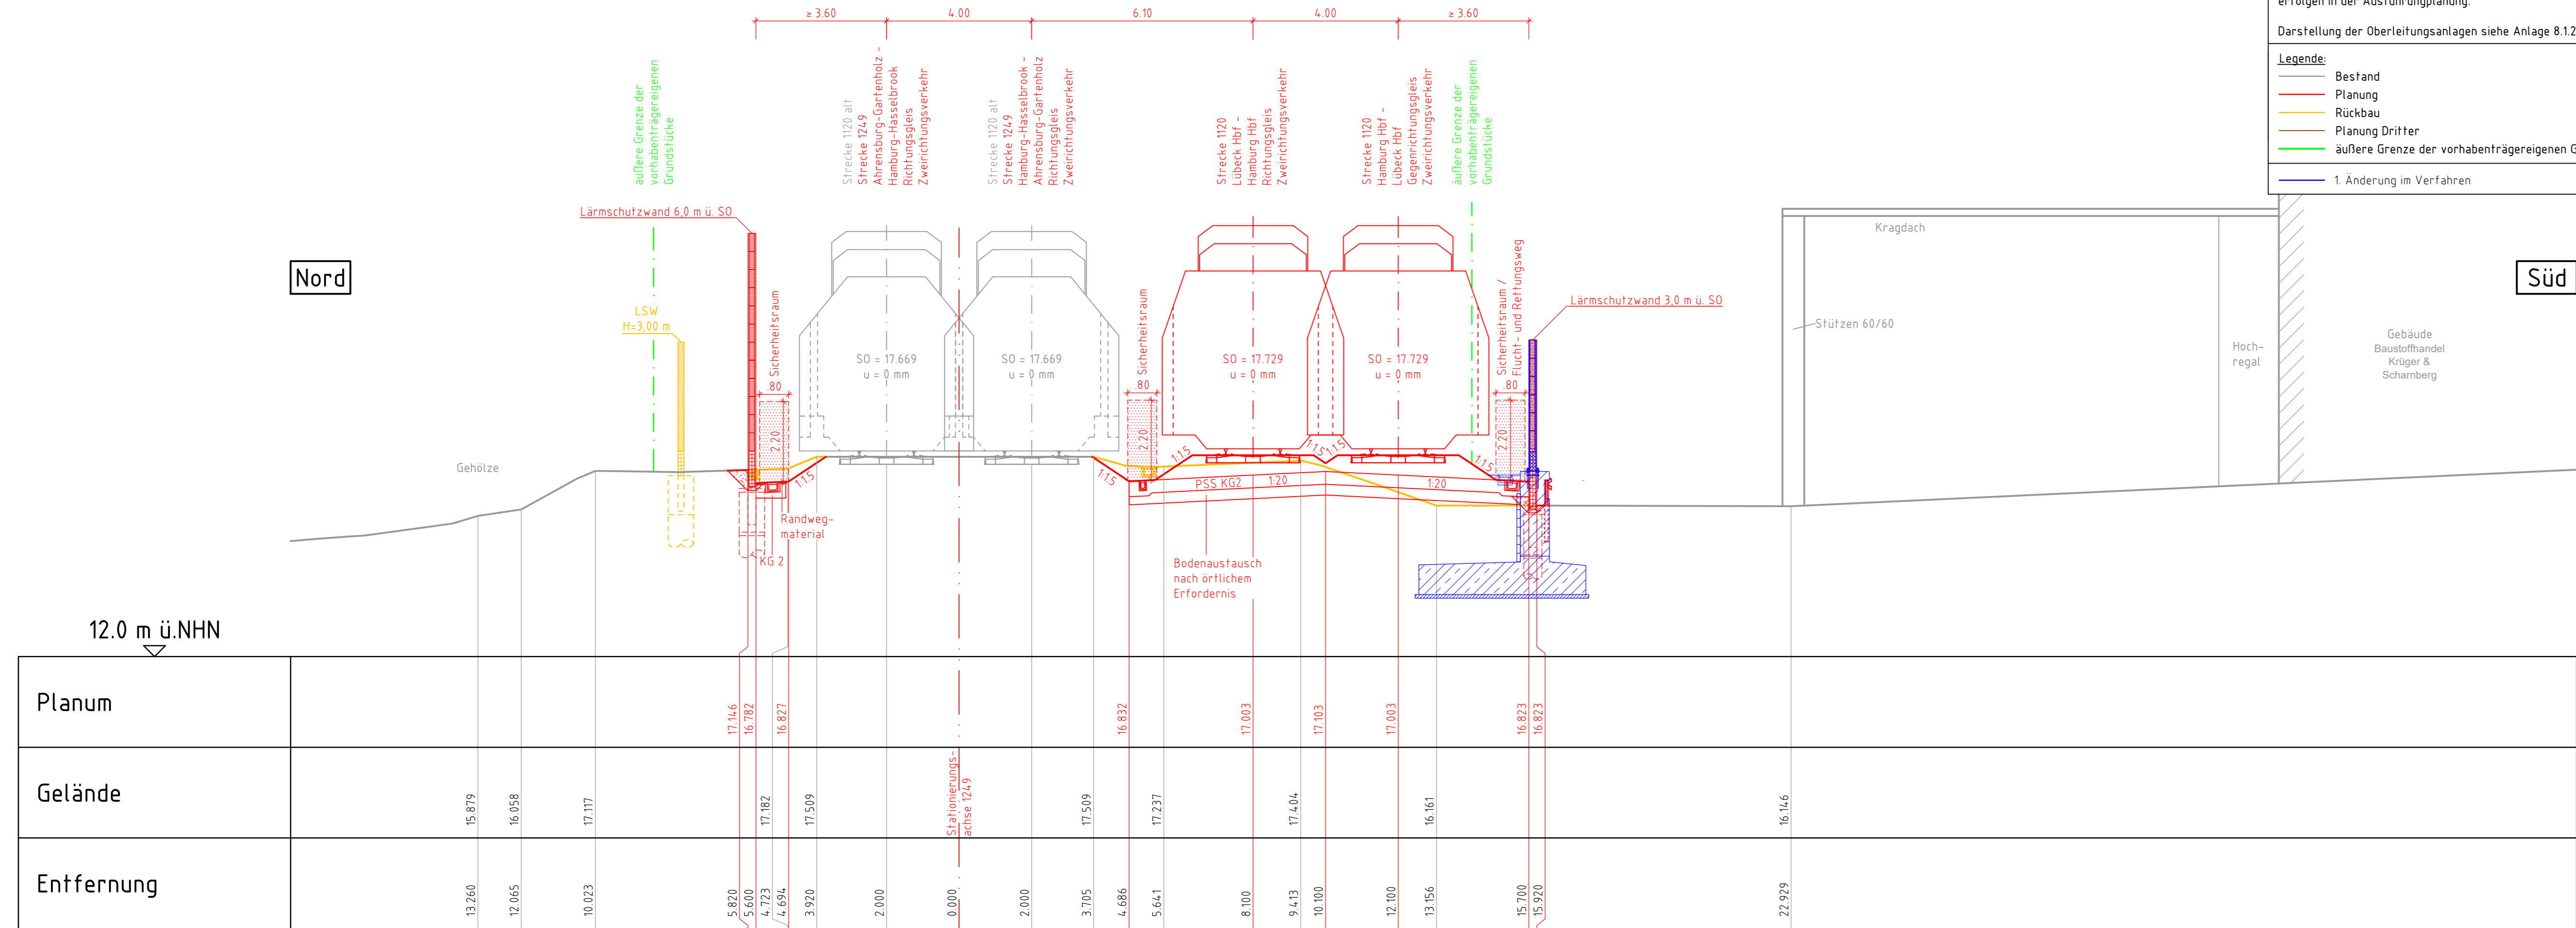 ≥ 3.60
4.00
6.10
4.00
≥ 3.60
erfolgen in der Ausführungplanung.
Darstellung der Oberleitungsanlagen siehe Anlage 8.1.2
Legende:
Bestand
Planung
Rückbau
Planung Dritter
äußere Grenze der vorhabenträgereigenen G
1. Änderung im Verfahren
äußere Grenze der
vorhabenträgereigenen
Grundstücke
Strecke 1120 alt
Strecke 1249
Ahrensburg-Gartenholz -
Hamburg-Hasselbrook
Richtungsgleis
Zweirichtungsverkehr
Strecke 1120 alt
Strecke 1249
Hamburg-Hasselbrook -
Ahrensburg-Gartenholz
Richtungsgleis
Zweirichtungsverkehr
Strecke 1120
Lübeck Hbf -
Hamburg Hbf
Richtungsgleis
Zweirichtungsverkehr
Strecke 1120
Hamburg Hbf -
Lübeck Hbf
Gegenrichtungsgleis
Zweirichtungsverkehr
äußere Grenze der
vorhabenträgereigenen
Grundstücke
Lärmschutzwand 6,0 m ü. SO
Nord
LSW
H=3,00 m
Sicherheitsraum
.80
2.20
SO = 17.669
u = 0 mm
SO = 17.669
u = 0 mm
Sicherheitsraum
.80
2.20
SO = 17.729
u = 0 mm
SO = 17.729
u = 0 mm
Sicherheitsraum /
Flucht- und Rettungsweg
.80
2.20
Lärmschutzwand 3,0 m ü. SO
Kragdach
Stützen 60/60
Hoch-
regal
Gebäude
Baustoffhandel
Krüger &
Scharnberg
Süd
Gehölze
1:1.5
1:1.5
1:1.5
1:1.5
1:1.5
1:1.5
PSS KG2
1:20
1:20
Randweg-
material
KG 2
Bodenaustausch
nach örtlichem
Erfordernis
12.0 m ü.NHN
Planum
17.146
16.782
16.827
16.832
17.003
17.103
17.003
16.823
16.823
Gelände
15.879
16.058
17.117
17.182
17.509
Stationierungs-
achse 1249
17.509
17.237
17.404
16.161
16.146
Entfernung
13.260
12.065
10.023
5.820
5.600
4.723
4.694
3.920
2.000
0.000
2.000
3.705
4.686
5.641
8.100
9.413
10.100
12.100
13.156
15.700
15.920
22.929